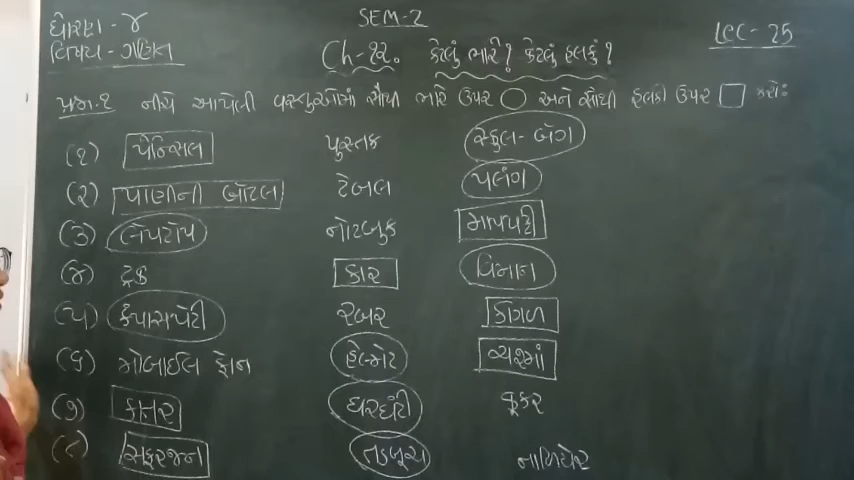 ધોરણ - ૪
SEM-2
LEC - 25
વિષય - ગણિત
Ch-૧૨. કેટલું ભારે? કેટલું હલકું?
પ્રશ્ન.૧ નીચે આપેલી વસ્તુઓમાં સૌથી ભારે ઉપર ◯ અને સૌથી હલકી ઉપર □ કરો:
(૧) પેન્સિલ પુસ્તક સ્કુલ-બેગ
(૨) પાણીની બોટલ ટેબલ પલંગ
(૩) લેપટોપ નોટબુક માપપટ્ટી
(૪) ટ્રક કાર વિમાન
(૫) કંપાસપેટી રબર કાગળ
(૬) મોબાઈલ ફોન હેલ્મેટ ચશ્માં
(૭) કાતર ઘરઘંટી કૂકર
(૮) સફરજન તડબૂચ નાળિયેર